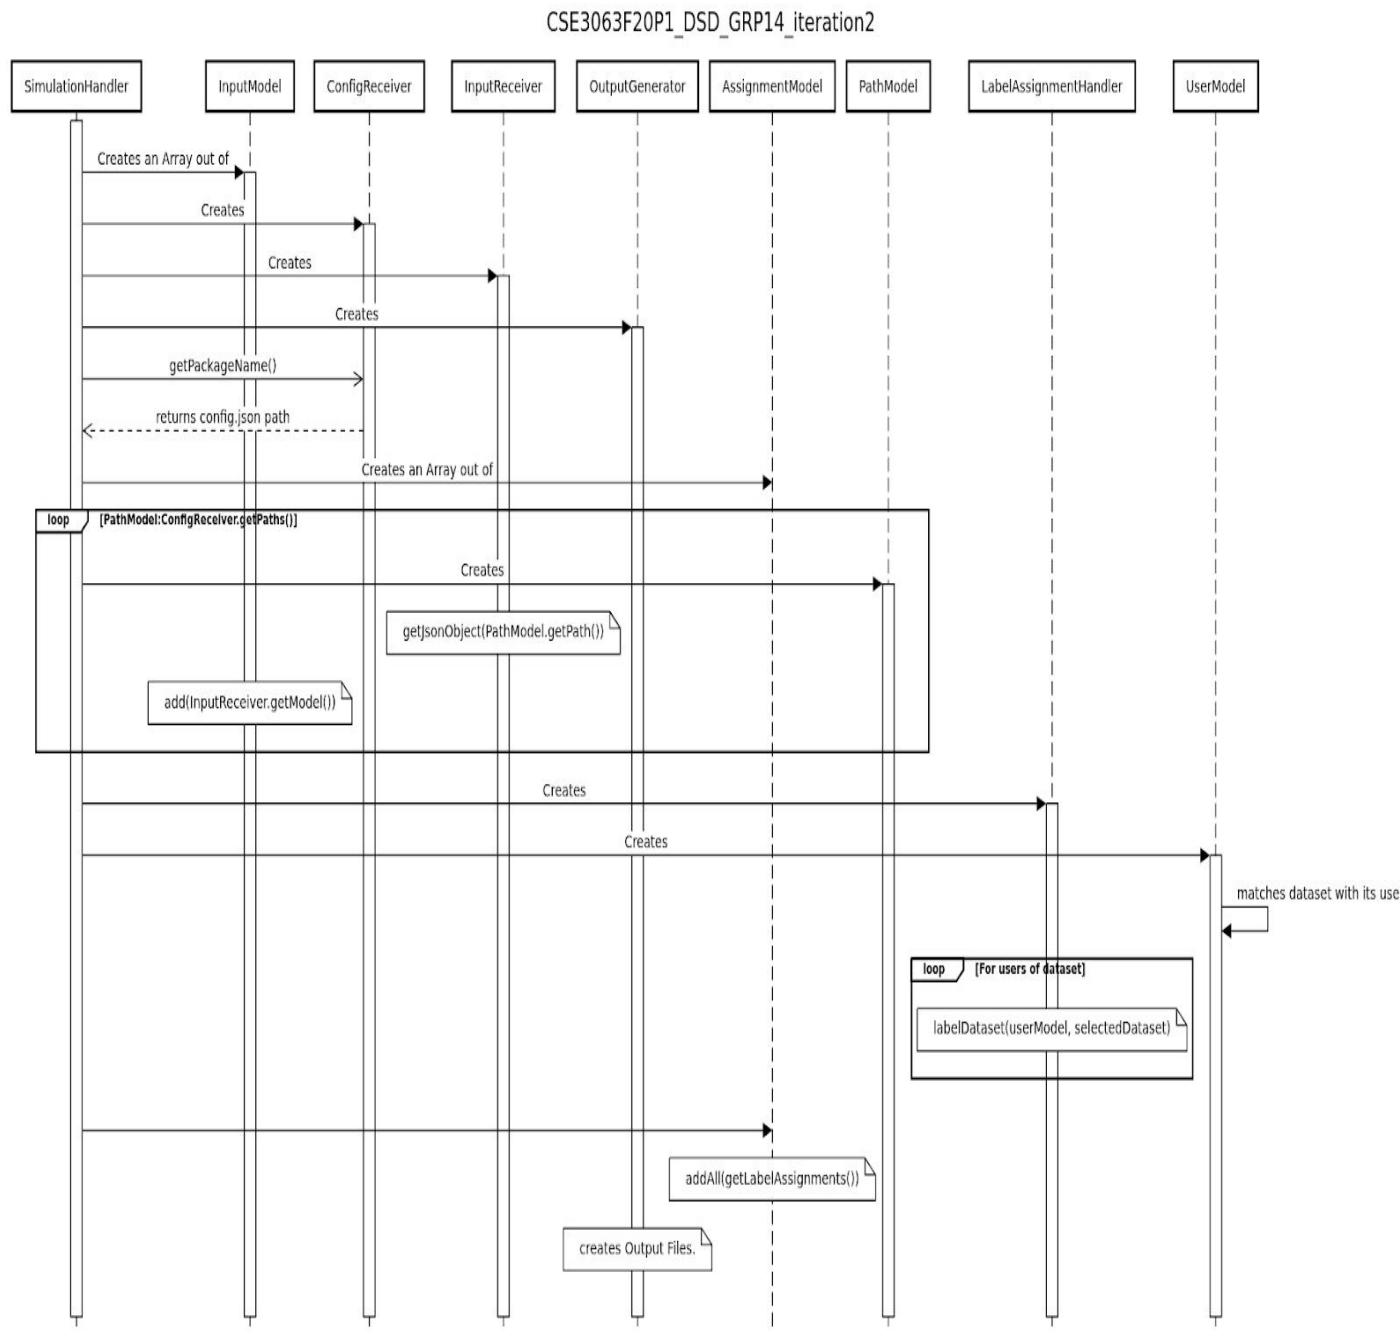 CSE3063F20P1_DSD_GRP14_iteration2
SimulationHandler
InputModel
ConfigReceiver
InputReceiver
OutputGenerator
AssignmentModel
PathModel
LabelAssignmentHandler
UserModel
Creates an Array out of
Creates
Creates
Creates
getPackageName()
returns config.json path
Creates an Array out of
loop [PathModel:ConfigReceiver.getPaths()]
Creates
getJsonObject(PathModel.getPath())
add(InputReceiver.getModel())
Creates
Creates
matches dataset with its use
loop [For users of dataset]
labelDataset(userModel, selectedDataset)
addAll(getLabelAssignments())
creates Output Files.